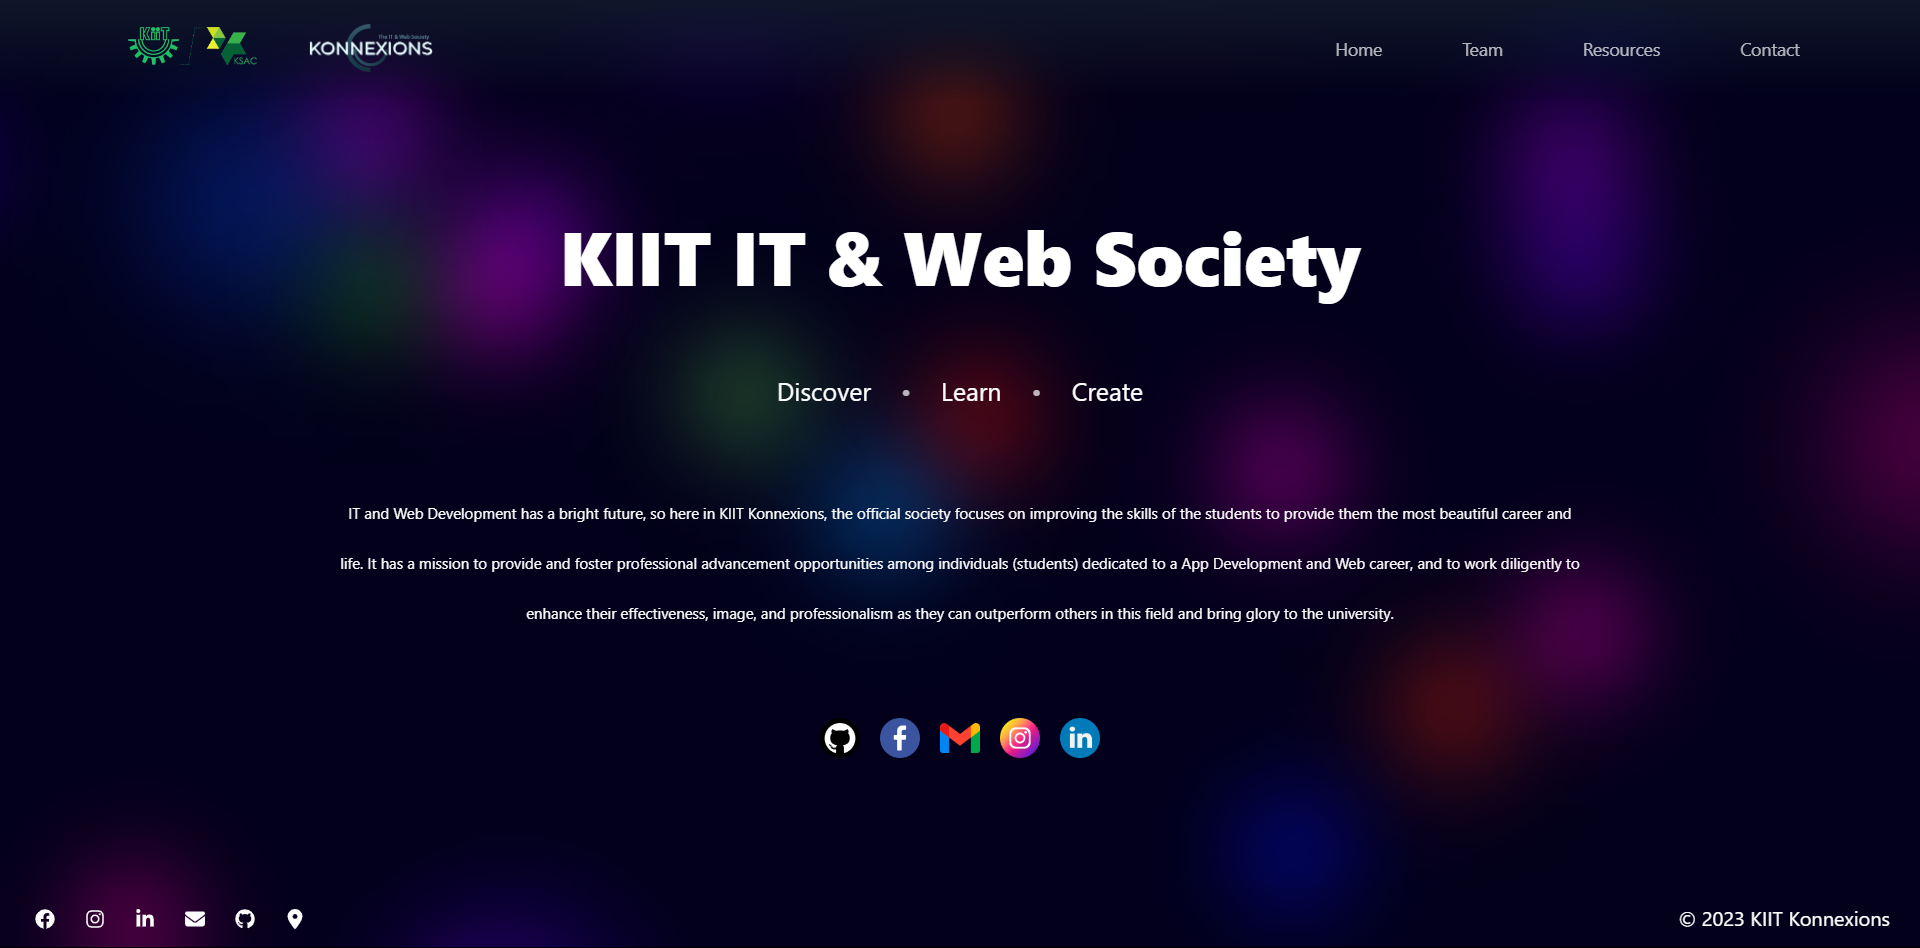 KiiT
KSAC
The IT & Web Society
KONNEXIONS
Home
Team
Resources
Contact
KIIT IT & Web Society
Discover • Learn • Create
IT and Web Development has a bright future, so here in KIIT Konnexions, the official society focuses on improving the skills of the students to provide them the most beautiful career and
life. It has a mission to provide and foster professional advancement opportunities among individuals (students) dedicated to a App Development and Web career, and to work diligently to
enhance their effectiveness, image, and professionalism as they can outperform others in this field and bring glory to the university.
© 2023 KIIT Konnexions